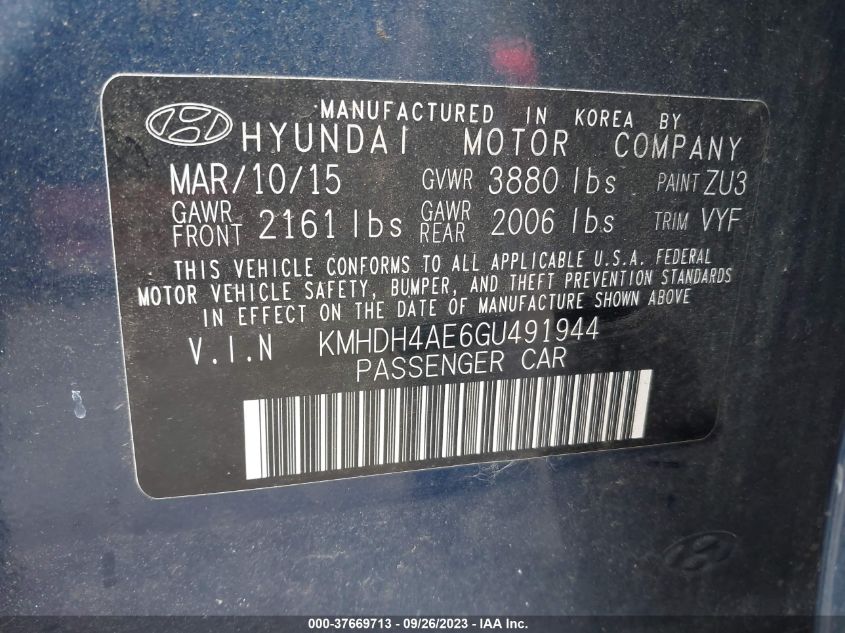 MANUFACTURED IN KOREA BY
HYUNDAI MOTOR COMPANY
MAR/10/15 GVWR 3880 lbs PAINT ZU3
GAWR FRONT 2161 lbs GAWR REAR 2006 lbs TRIM VYF
THIS VEHICLE CONFORMS TO ALL APPLICABLE U.S.A. FEDERAL
MOTOR VEHICLE SAFETY, BUMPER, AND THEFT PREVENTION STANDARDS
IN EFFECT ON THE DATE OF MANUFACTURE SHOWN ABOVE.
V.I.N KMHDH4AE6GU491944
PASSENGER CAR
000-37669713 - 09/26/2023 - IAA Inc.